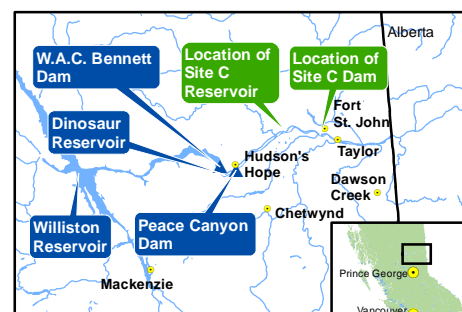 W.A.C. Bennett
Dam
Location of
Site C
Reservoir
Location of
Site C Dam
Alberta
Dinosaur
Reservoir
Fort
St. John
Taylor
Hudson's
Hope
Dawson
Creek
Williston
Reservoir
Peace Canyon
Dam
Chetwynd
Mackenzie
Prince George
Vancouver